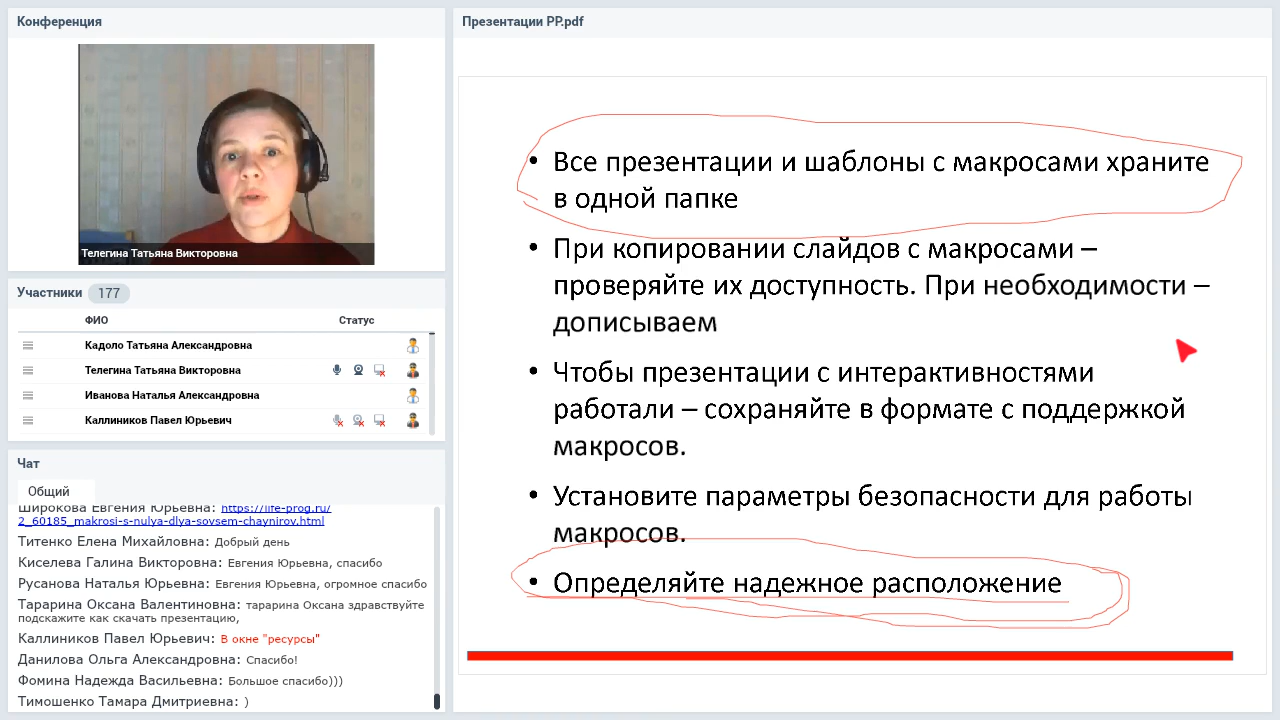 Конференция
Телегина Татьяна Викторовна
Участники 177
ФИО Статус
Кадоло Татьяна Александровна
Телегина Татьяна Викторовна
Иванова Наталья Александровна
Каллиников Павел Юрьевич
Чат
Общий
Широкова Евгения Юрьевна: https://life-prog.ru/
2_60185_makrosi-s-nulya-dlya-sovsem-chaynirov.html
Титенко Елена Михайловна: Добрый день
Киселева Галина Викторовна: Евгения Юрьевна, спасибо
Русанова Наталья Юрьевна: Евгения Юрьевна, огромное спасибо
Тарарина Оксана Валентиновна: тарарина Оксана здравствуйте
подскажите как скачать презентацию,
Каллиников Павел Юрьевич: В окне "ресурсы"
Данилова Ольга Александровна: Спасибо!
Фомина Надежда Васильевна: Большое спасибо)))
Тимошенко Тамара Дмитриевна: )
Презентации PP.pdf
• Все презентации и шаблоны с макросами храните
в одной папке
• При копировании слайдов с макросами –
проверяйте их доступность. При необходимости –
дописываем
• Чтобы презентации с интерактивностями
работали – сохраняйте в формате с поддержкой
макросов.
• Установите параметры безопасности для работы
макросов.
• Определяйте надежное расположение